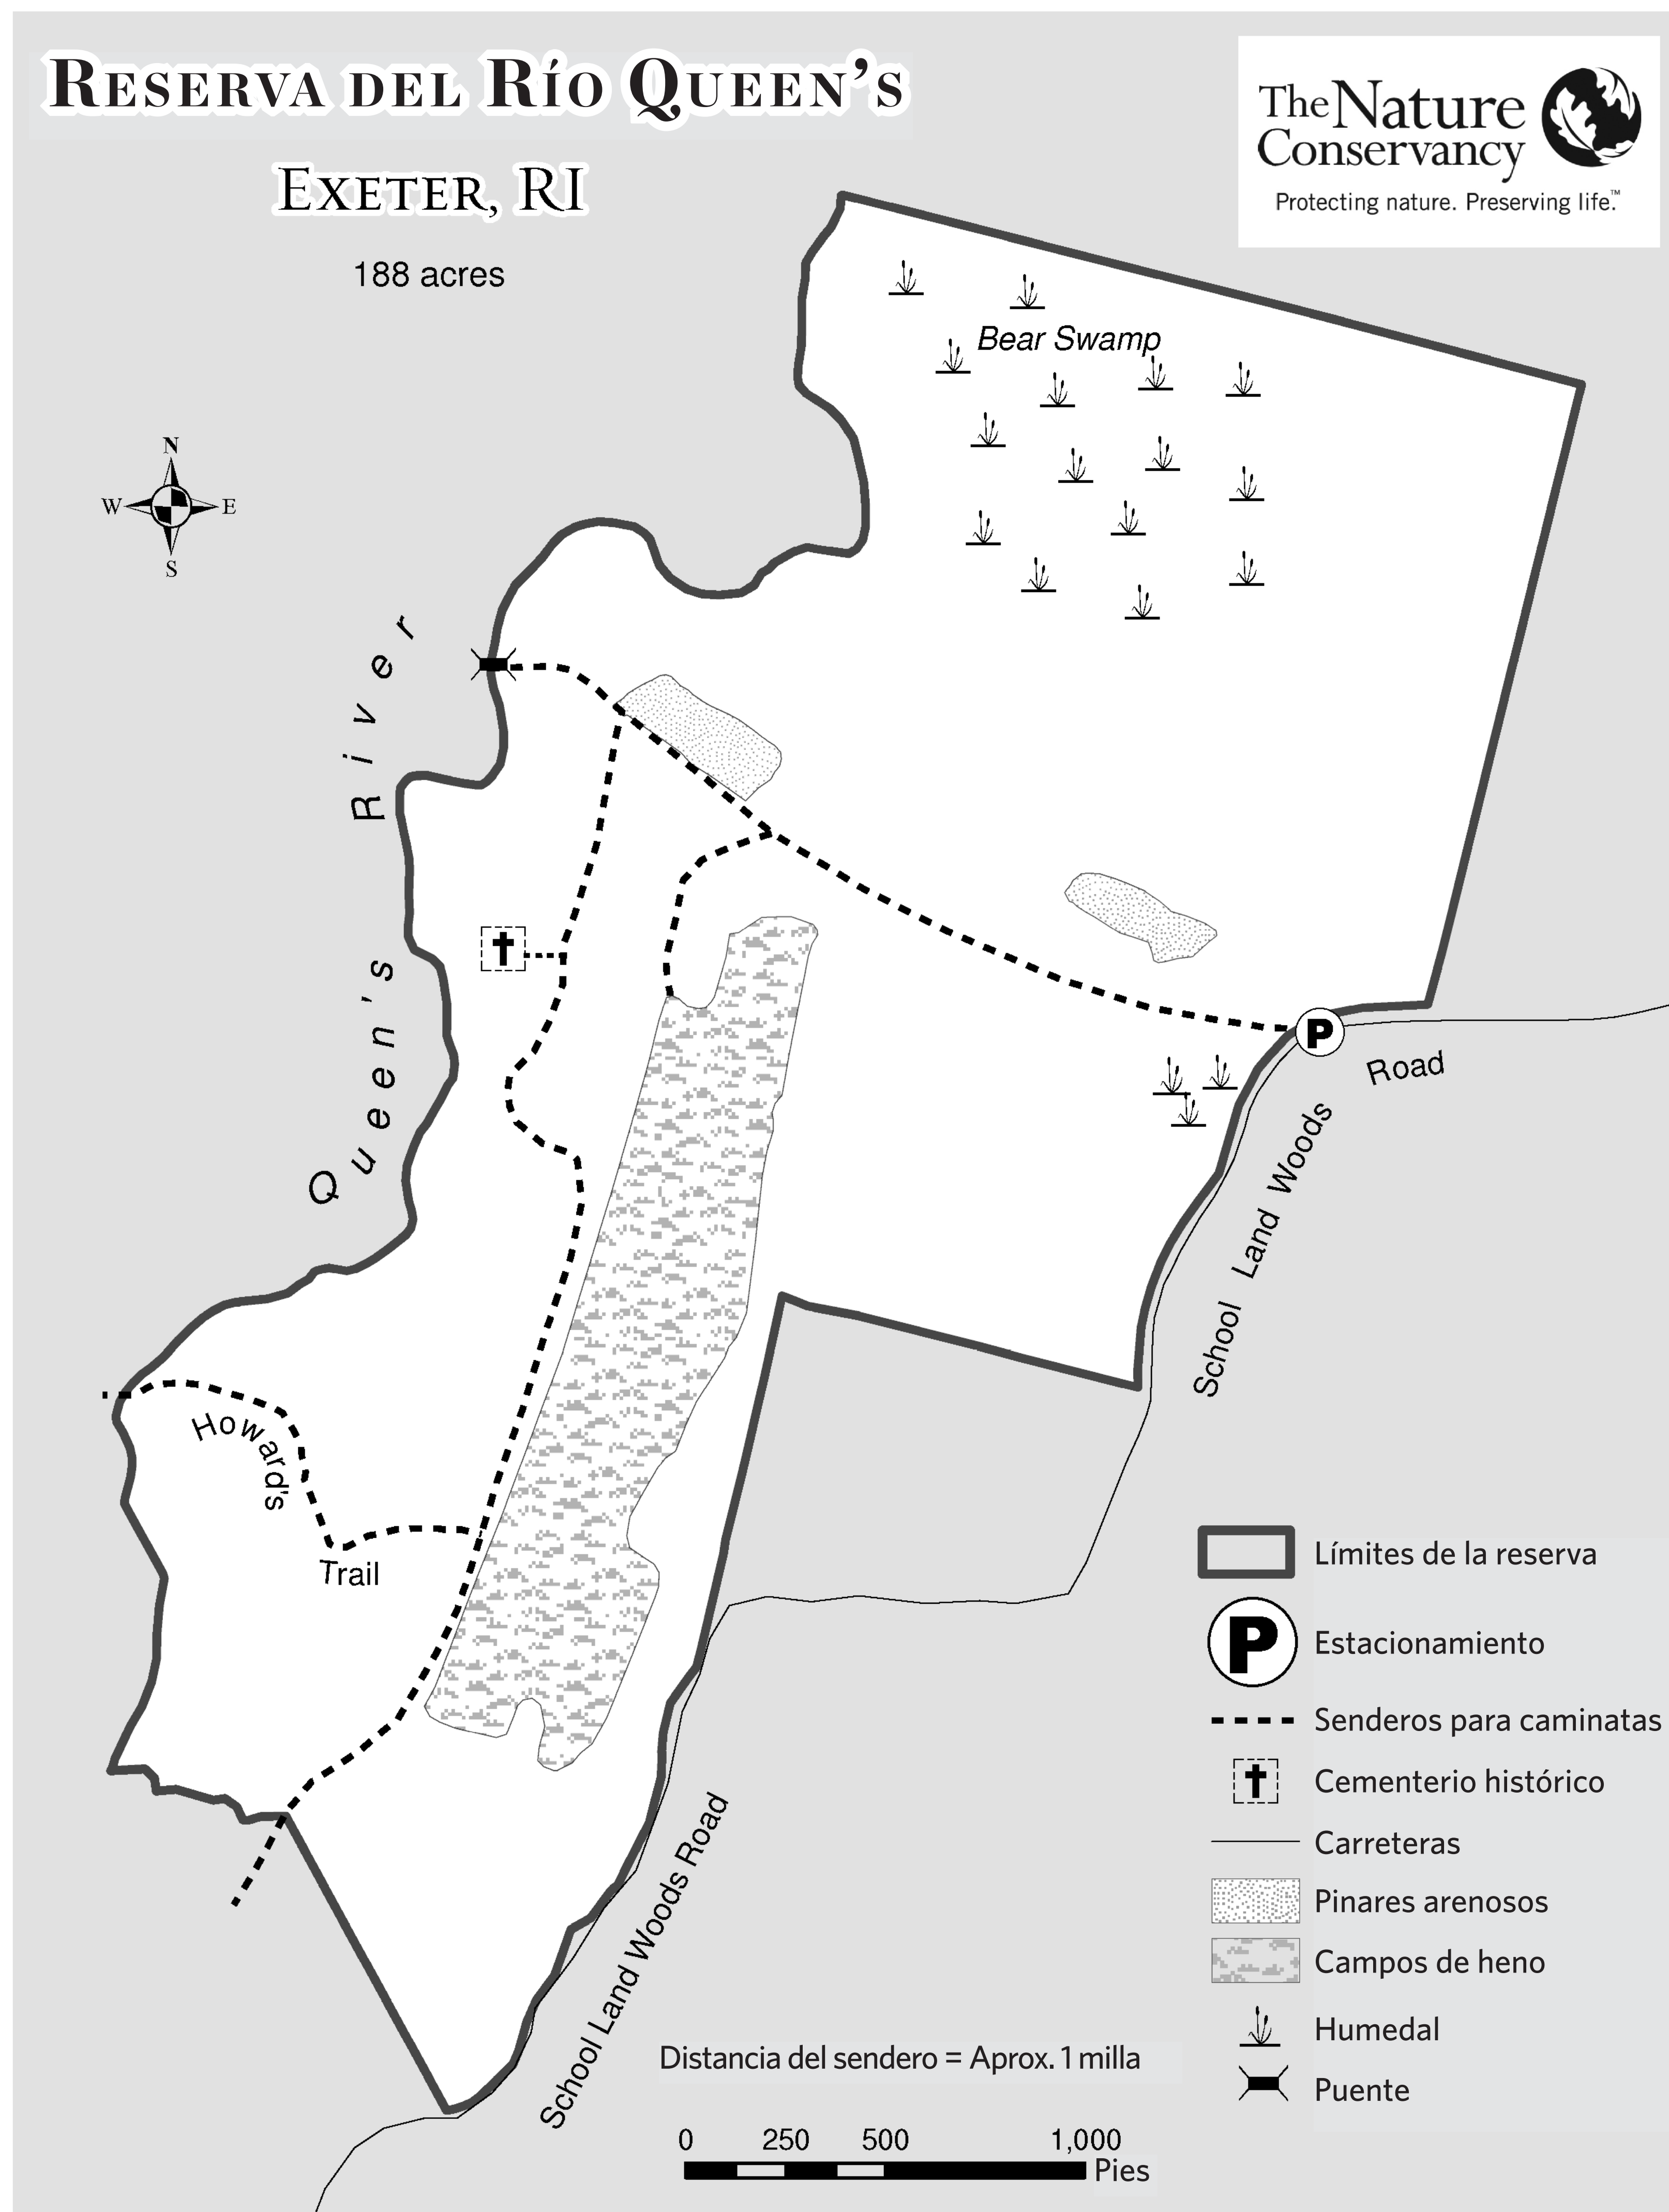 RESERVA DEL RÍO QUEEN'S
EXETER, RI
188 acres
The Nature
Conservancy
Protecting nature. Preserving life.™
Bear Swamp
N
W E
S
Queen's River
P
Road
School Land Woods
Howard's
Trail
School Land Woods Road
Límites de la reserva
P Estacionamiento
Senderos para caminatas
Cementerio histórico
Carreteras
Pinares arenosos
Campos de heno
Humedal
Puente
Distancia del sendero = Aprox. 1 milla
0 250 500 1,000
Pies